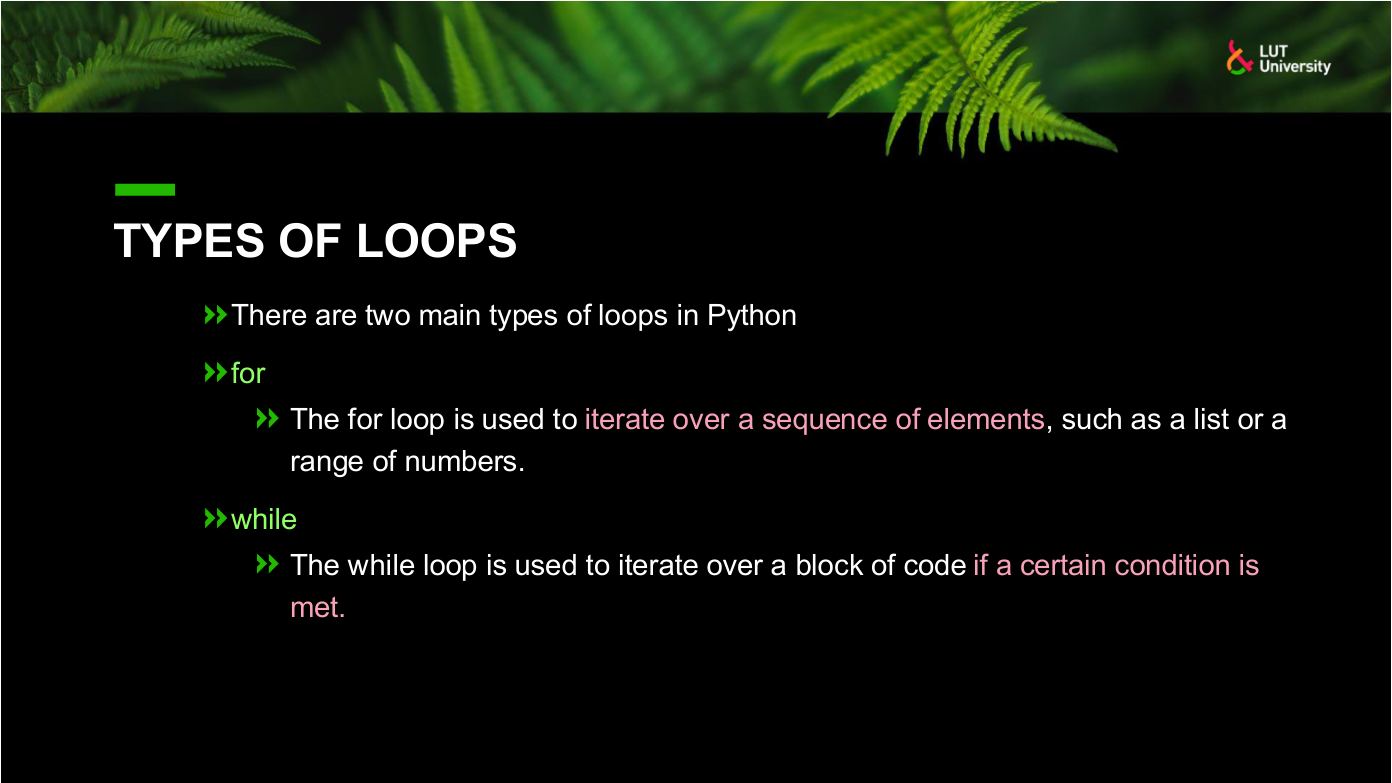 LUT
University
TYPES OF LOOPS
There are two main types of loops in Python
for
The for loop is used to iterate over a sequence of elements, such as a list or a
range of numbers.
while
The while loop is used to iterate over a block of code if a certain condition is
met.